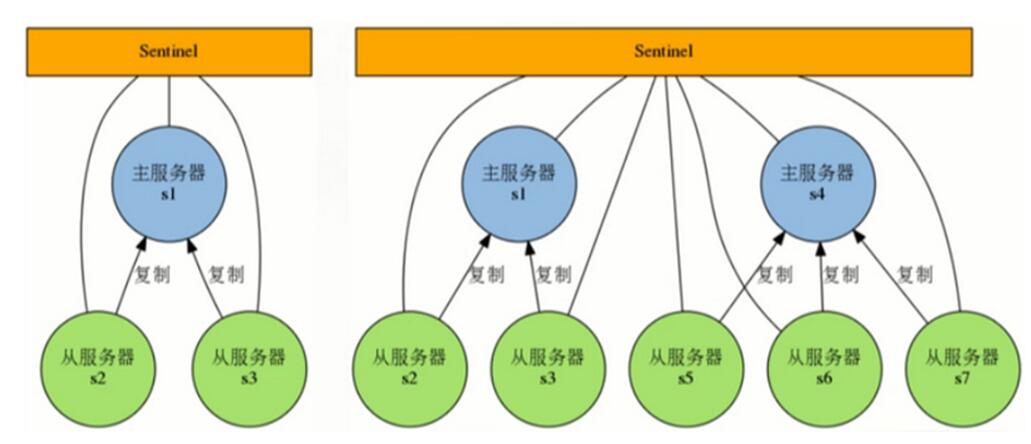 Sentinel
Sentinel
主服务器
s1
主服务器
s1
主服务器
s4
复制
复制
复制
复制
复制
复制
复制
从服务器
s2
从服务器
s3
从服务器
s2
从服务器
s3
从服务器
s5
从服务器
s6
从服务器
s7